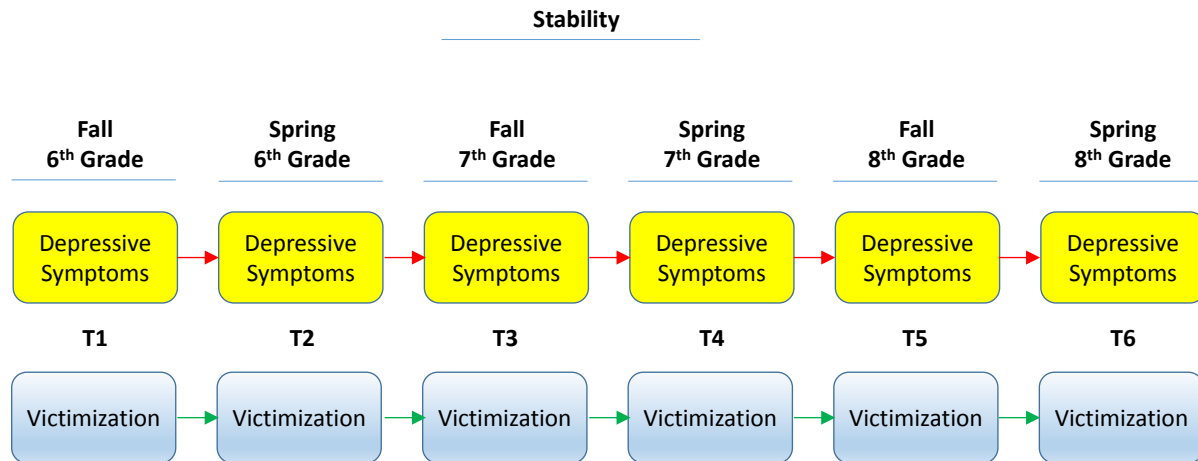 Stability
Fall Spring Fall Spring Fall Spring
6th Grade 6th Grade 7th Grade 7th Grade 8th Grade 8th Grade
Depressive Depressive Depressive Depressive Depressive Depressive
Symptoms Symptoms Symptoms Symptoms Symptoms Symptoms
T1 T2 T3 T4 T5 T6
Victimization Victimization Victimization Victimization Victimization Victimization